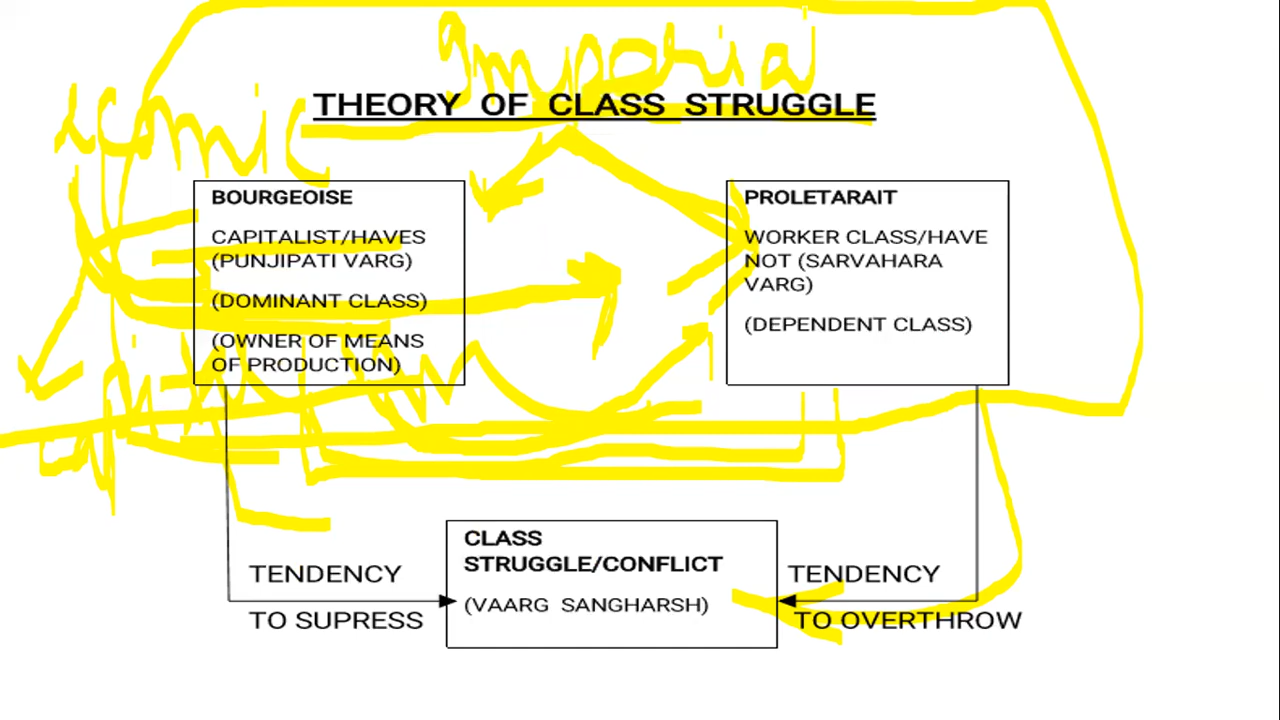 Imperial
THEORY OF CLASS STRUGGLE
BOURGEOISE
CAPITALIST/HAVES
(PUNJIPATI VARG)
(DOMINANT CLASS)
(OWNER OF MEANS
OF PRODUCTION)
PROLETARAIT
WORKER CLASS/HAVE
NOT (SARVAHARA
VARG)
(DEPENDENT CLASS)
CLASS
STRUGGLE/CONFLICT
(VAARG SANGHARSH)
TENDENCY
TO SUPRESS
TENDENCY
TO OVERTHROW